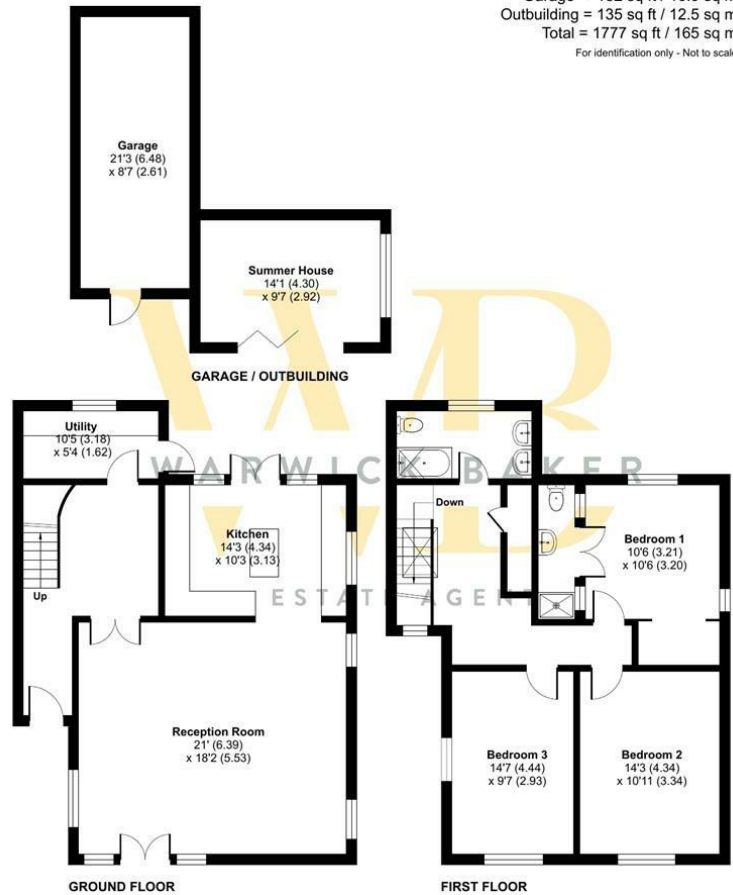 Outbuilding = 135 sq ft / 12.5 sq m
Total = 1777 sq ft / 165 sq m
For identification only - Not to scale
Garage
21'3 (6.48)
x 8'7 (2.61)
Summer House
14'1 (4.30)
x 9'7 (2.92)
GARAGE / OUTBUILDING
WB
WARWICK BAKER
ESTATE AGENT
Utility
10'5 (3.18)
x 5'4 (1.62)
Kitchen
14'3 (4.34)
x 10'3 (3.13)
Up
Reception Room
21' (6.39)
x 18'2 (5.53)
GROUND FLOOR
Down
Bedroom 1
10'6 (3.21)
x 10'6 (3.20)
Bedroom 3
14'7 (4.44)
x 9'7 (2.93)
Bedroom 2
14'3 (4.34)
x 10'11 (3.34)
FIRST FLOOR